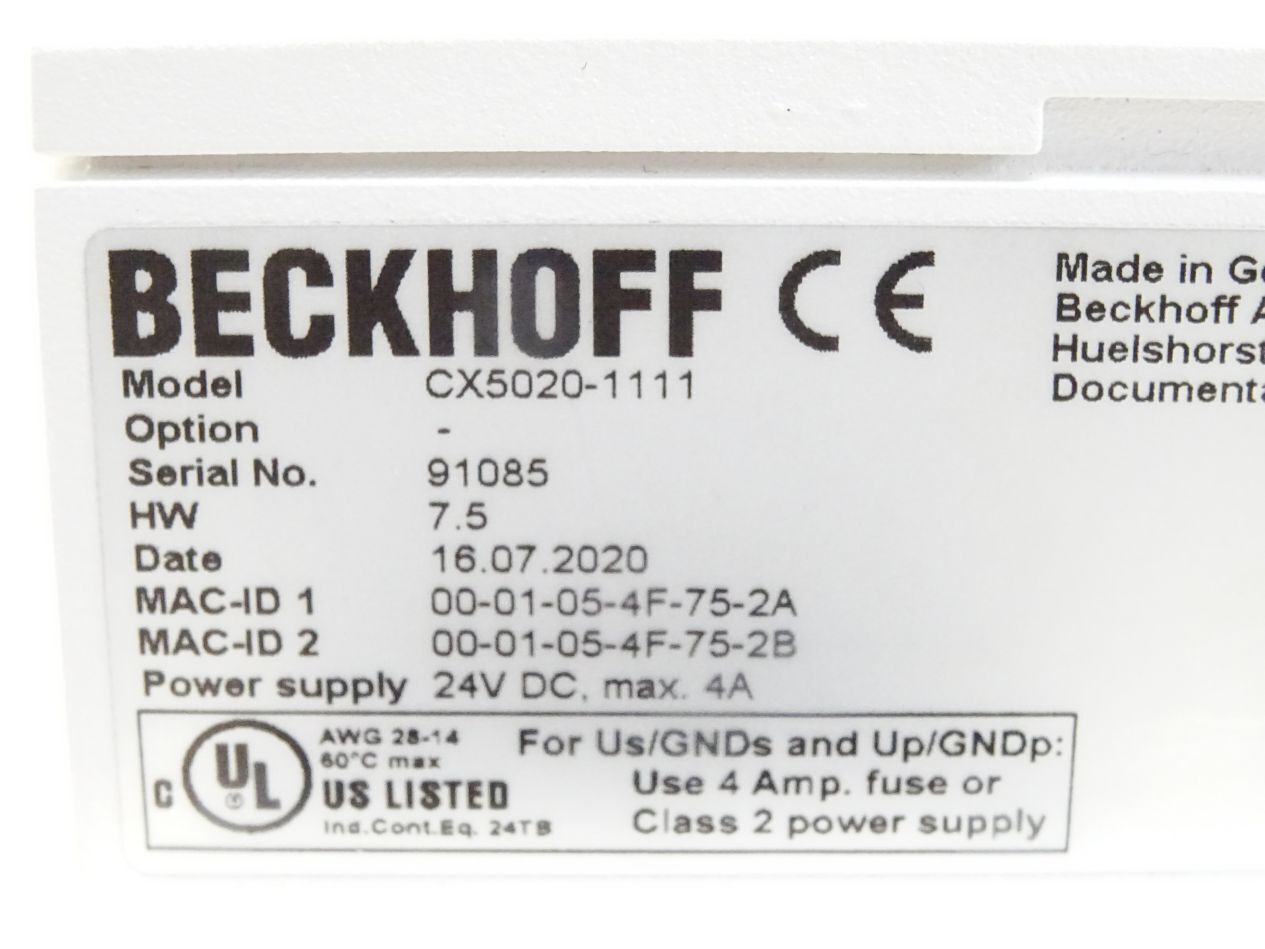 BECKHOFF CE
Made in
Beckhoff
Model CX5020-1111
Option -
Serial No. 91085
HW 7.5
Date 16.07.2020
MAC-ID 1 00-01-05-4F-75-2A
MAC-ID 2 00-01-05-4F-75-2B
Power supply 24V DC, max. 4A
C UL US LISTED
AWG 28-14
60°C max
Ind.Cont.Eq. 24TB
For Us/GNDs and Up/GNDp:
Use 4 Amp. fuse or
Class 2 power supply